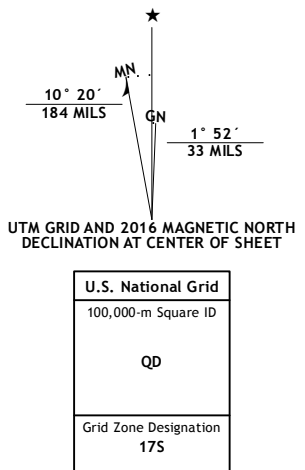 MN
10° 20´
184 MILS
GN
1° 52´
33 MILS
UTM GRID AND 2016 MAGNETIC NORTH
DECLINATION AT CENTER OF SHEET
U.S. National Grid
100,000-m Square ID
QD
Grid Zone Designation
17S